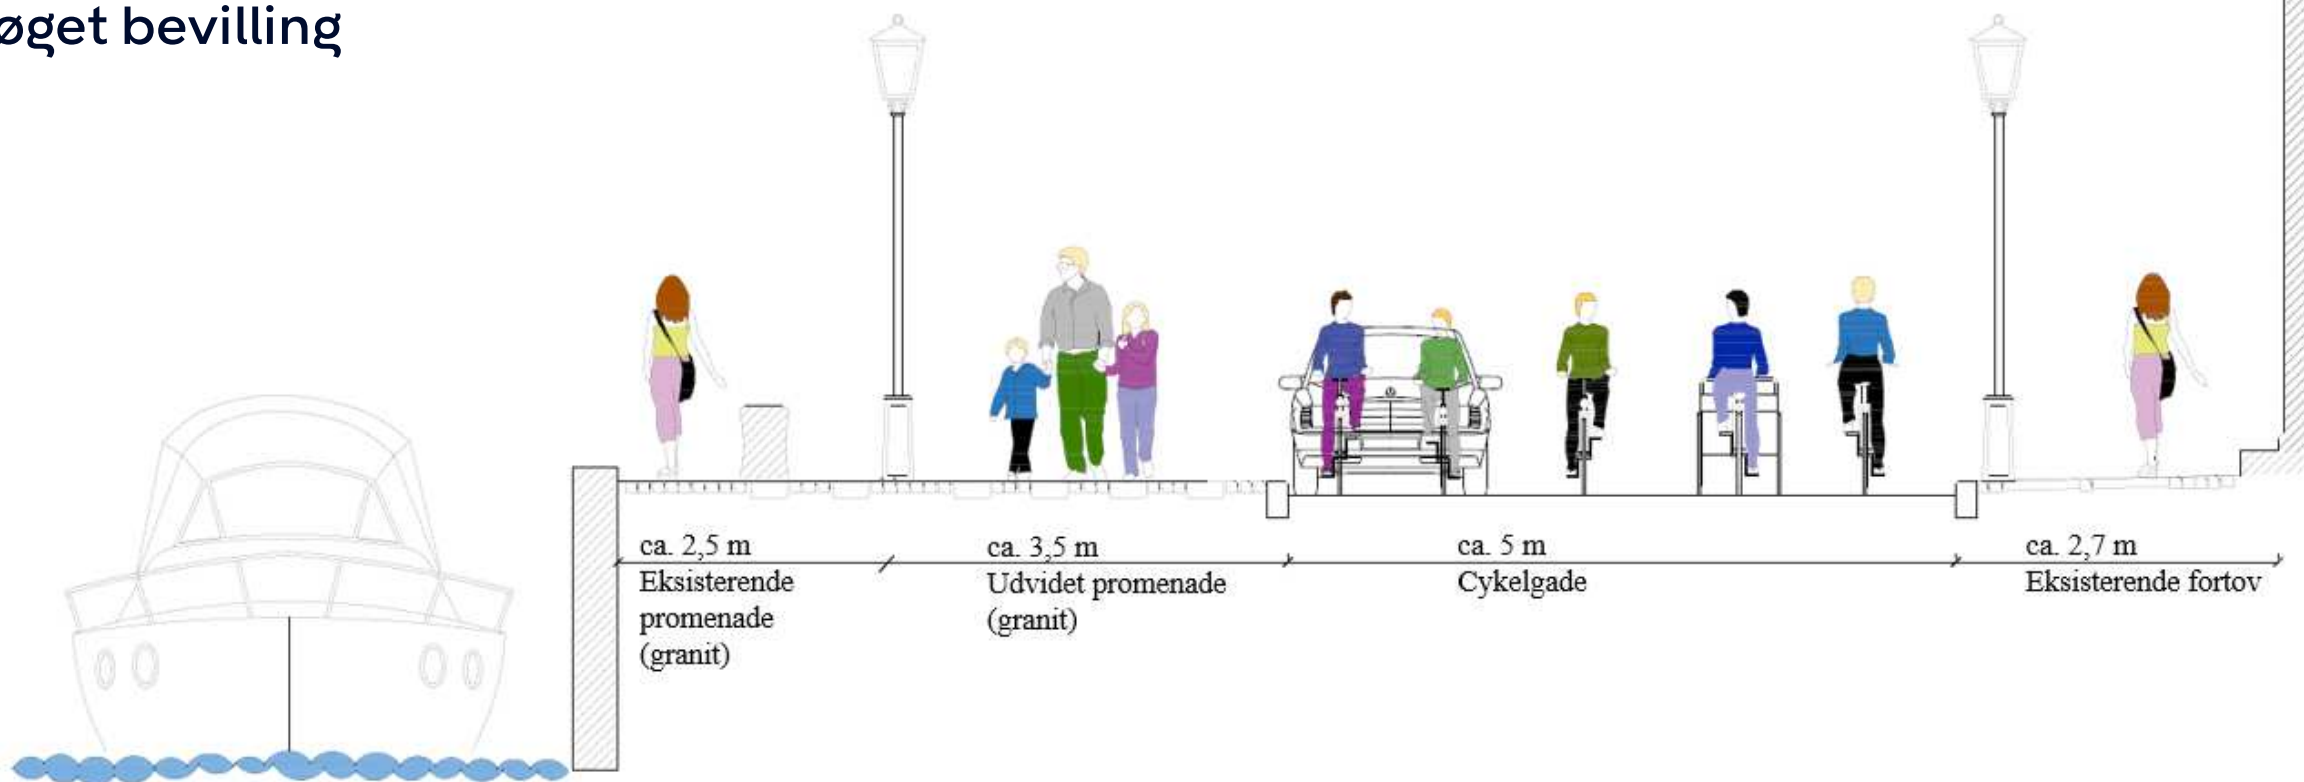 øget bevilling
ca. 2,5 m
Eksisterende
promenade
(granit)
ca. 3,5 m
Udvidet promenade
(granit)
ca. 5 m
Cykelgade
ca. 2,7 m
Eksisterende fortov